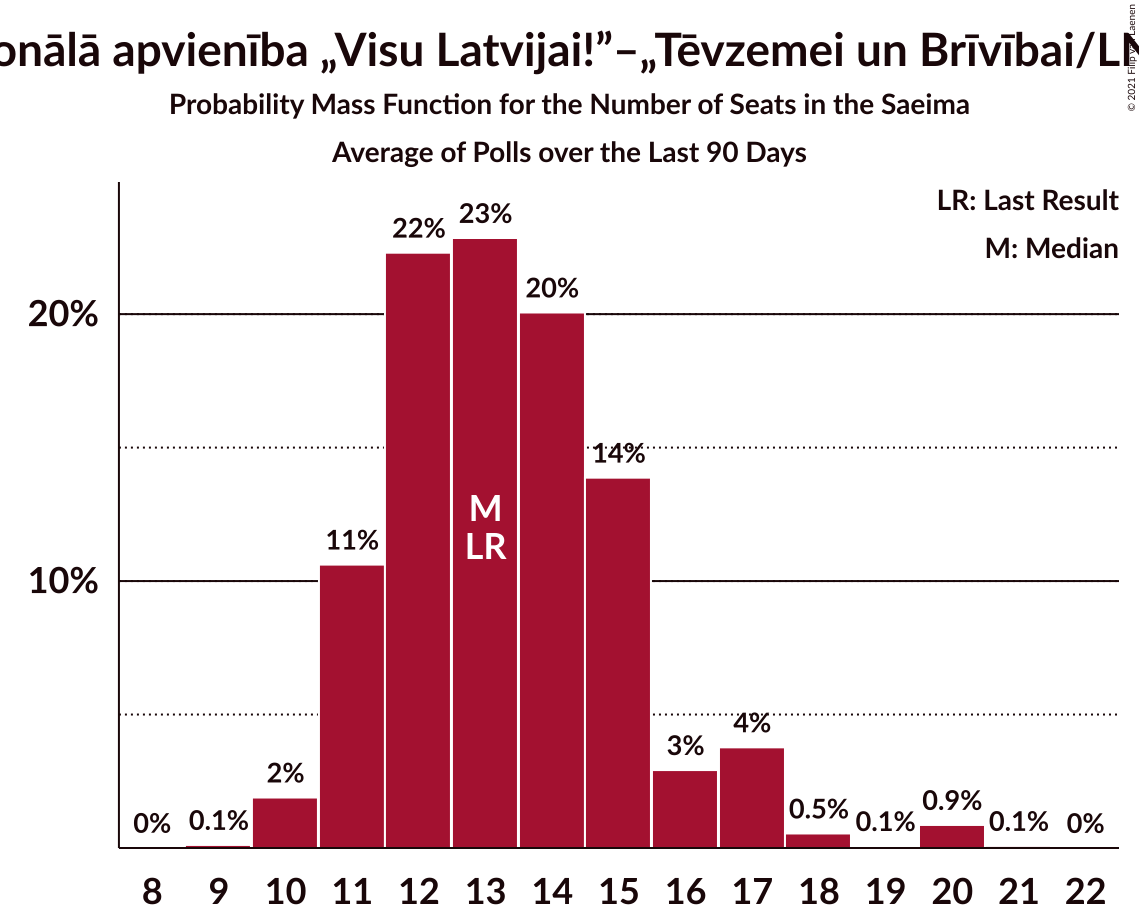 onālā apvienība „Visu Latvijai!”–„Tēvzemei un Brīvībai/LN
© 2021 Filip Laenen
Probability Mass Function for the Number of Seats in the Saeima
Average of Polls over the Last 90 Days
LR: Last Result
M: Median
20%
10%
0%
0.1%
2%
11%
22%
23%
20%
14%
3%
4%
0.5%
0.1%
0.9%
0.1%
0%
M
LR
8 9 10 11 12 13 14 15 16 17 18 19 20 21 22